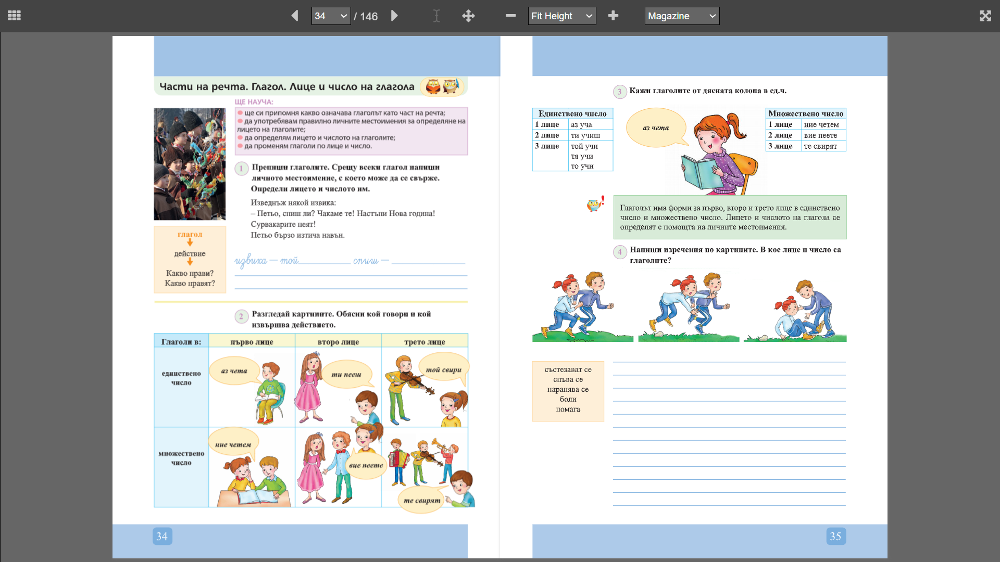 34 / 146 Fit Height Magazine
Части на речта. Глагол. Лице и число на глагола
ЩЕ НАУЧА:
ще си припомня какво означава глаголът като част на речта;
да употребявам правилно личните местоимения за определяне на
лицето на глаголите;
да определям лицето и числото на глаголите;
да променям глаголи по лице и число.
1 Препиши глаголите. Срещу всеки глагол напиши
личното местоимение, с което може да се свърже.
Определи лицето и числото им.
Изведнъж някой извика:
– Петьо, спиш ли? Чакаме те! Настъпи Нова година!
Сурвакарите пеят!
Петьо бързо изтича навън.
глагол
действие
Какво прави?
Какво правят?
извика — той спиш —
2 Разгледай картините. Обясни кой говори и кой
извършва действието.
Глаголи в: първо лице второ лице трето лице
единствено
число
аз чета
ти пееш
той свири
множествено
число
ние четем
вие пеете
те свирят
34
3 Кажи глаголите от дясната колона в ед.ч.
Единствено число
1 лице аз уча
2 лице ти учиш
3 лице той учи
тя учи
то учи
аз чета
Множествено число
1 лице ние четем
2 лице вие пеете
3 лице те свирят
!
Глаголът има форми за първо, второ и трето лице в единствено
число и множествено число. Лицето и числото на глагола се
определят с помощта на личните местоимения.
4 Напиши изречения по картините. В кое лице и число са
глаголите?
състезават се
спъва се
наранява се
боли
помага
35